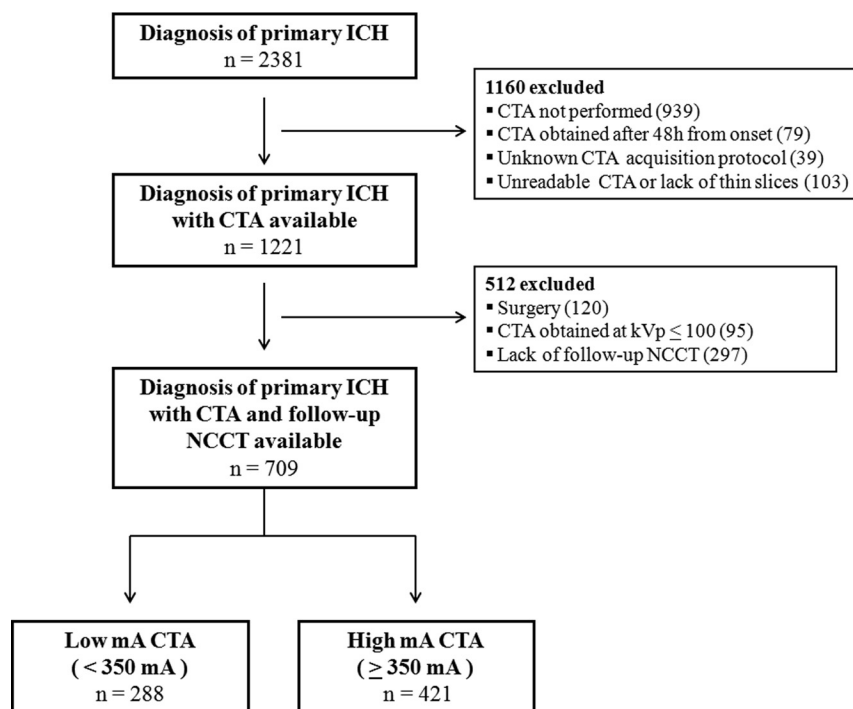 Diagnosis of primary ICH
n = 2381
1160 excluded
▪ CTA not performed (939)
▪ CTA obtained after 48h from onset (79)
▪ Unknown CTA acquisition protocol (39)
▪ Unreadable CTA or lack of thin slices (103)
Diagnosis of primary ICH
with CTA available
n = 1221
512 excluded
▪ Surgery (120)
▪ CTA obtained at kVp ≤ 100 (95)
▪ Lack of follow-up NCCT (297)
Diagnosis of primary ICH
with CTA and follow-up
NCCT available
n = 709
Low mA CTA
( < 350 mA )
n = 288
High mA CTA
( ≥ 350 mA )
n = 421